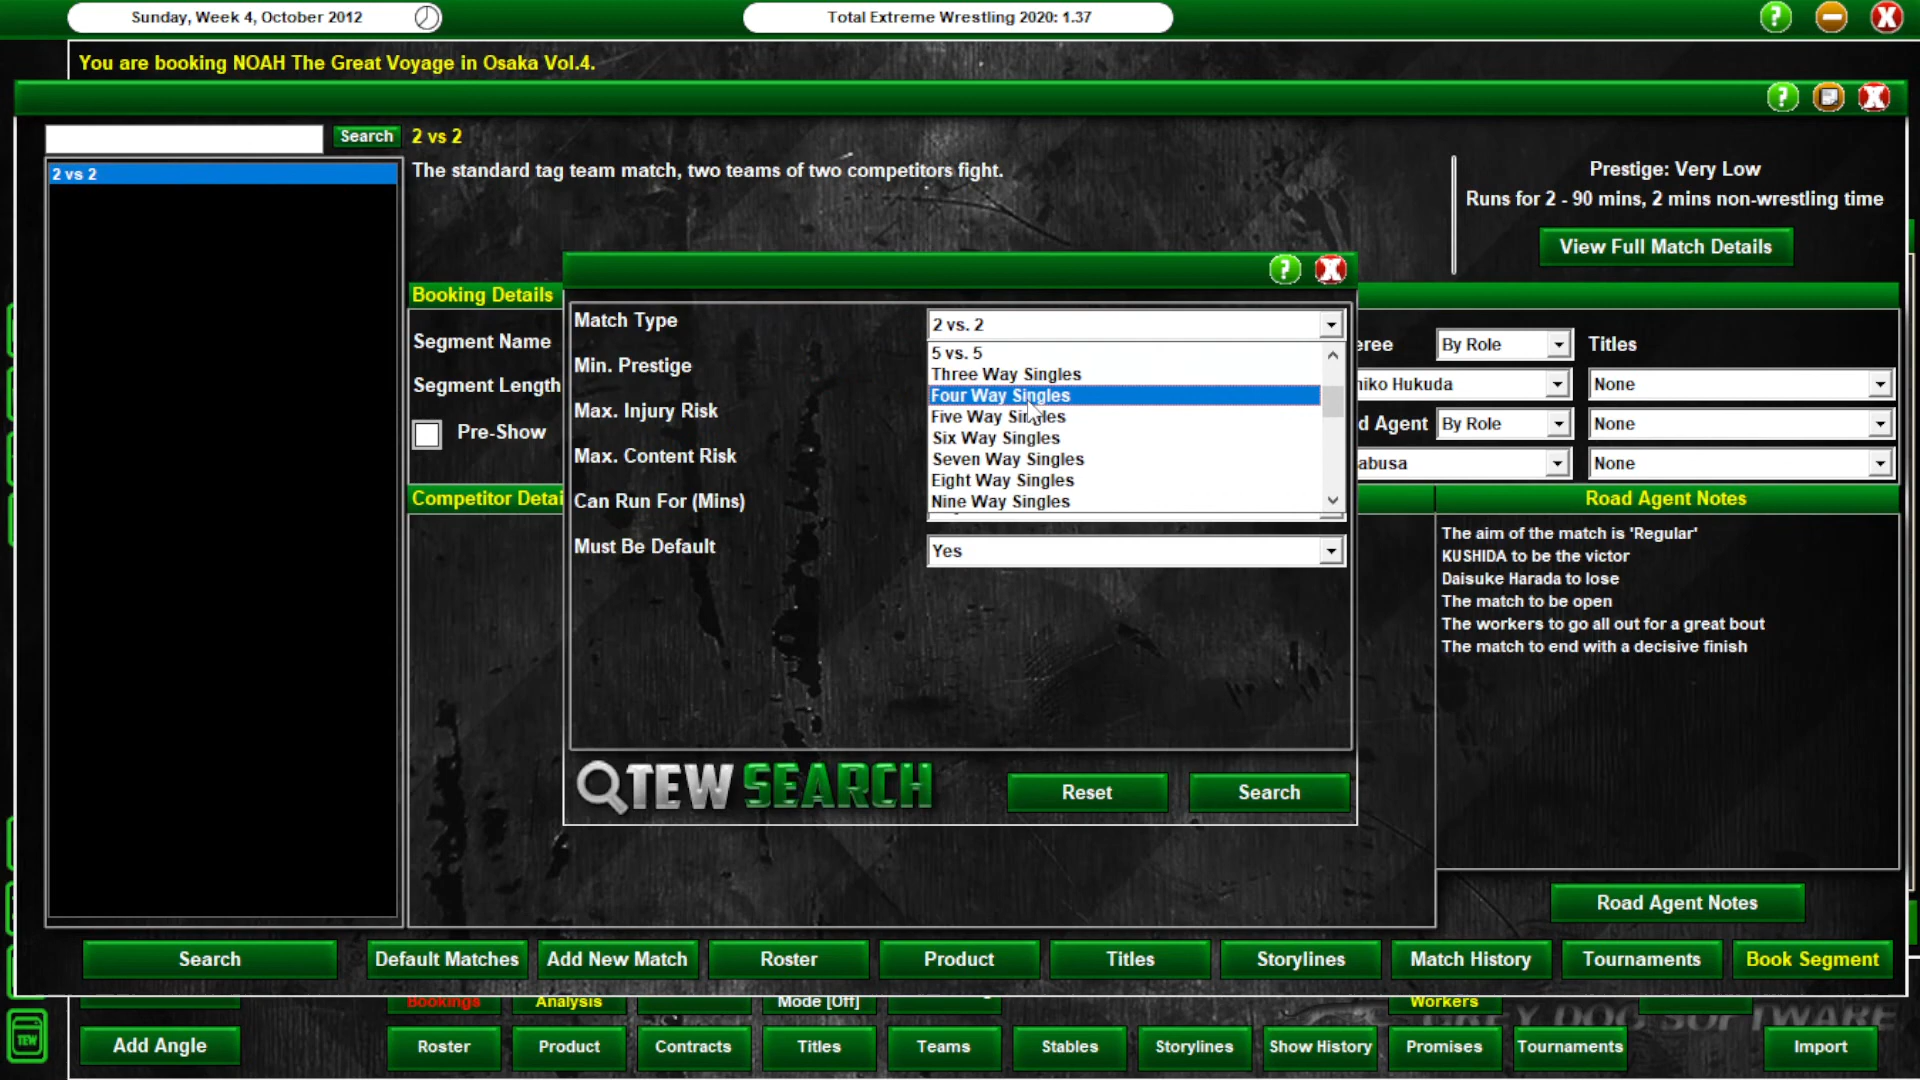 Sunday, Week 4, October 2012
Total Extreme Wrestling 2020: 1.37
You are booking NOAH The Great Voyage in Osaka Vol.4.
Search
2 vs 2
2 vs 2
The standard tag team match, two teams of two competitors fight.
Prestige: Very Low
Runs for 2 - 90 mins, 2 mins non-wrestling time
View Full Match Details
Booking Details
Segment Name
Segment Length
Pre-Show
Competitor Detai
Match Type
2 vs. 2
Min. Prestige
Max. Injury Risk
Max. Content Risk
Can Run For (Mins)
Must Be Default
Yes
5 vs. 5
Three Way Singles
Four Way Singles
Five Way Singles
Six Way Singles
Seven Way Singles
Eight Way Singles
Nine Way Singles
TEW SEARCH
Reset
Search
eree
By Role
Titles
iko Hukuda
None
d Agent
By Role
None
abusa
None
Road Agent Notes
The aim of the match is 'Regular'
KUSHIDA to be the victor
Daisuke Harada to lose
The match to be open
The workers to go all out for a great bout
The match to end with a decisive finish
Road Agent Notes
Search
Default Matches
Add New Match
Roster
Product
Titles
Storylines
Match History
Tournaments
Book Segment
Bookings
Analysis
Mode [Off]
Workers
GREY DOG SOFTWARE
TEW
Add Angle
Roster
Product
Contracts
Titles
Teams
Stables
Storylines
Show History
Promises
Tournaments
Import